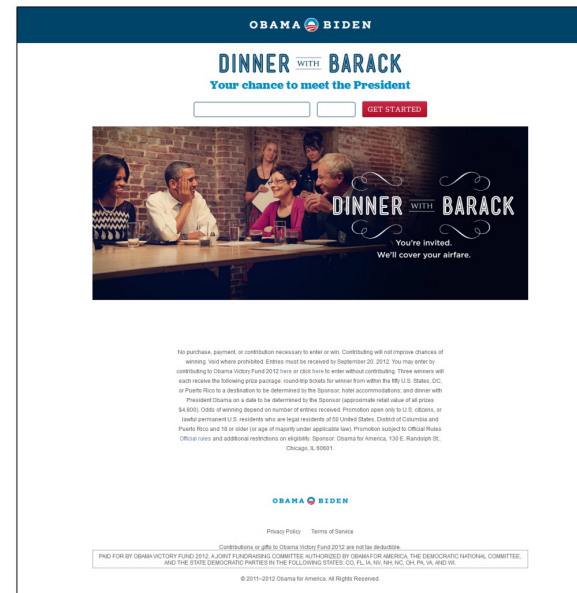 OBAMA BIDEN
DINNER WITH BARACK
Your chance to meet the President
GET STARTED
DINNER WITH BARACK
You're invited.
We'll cover your airfare.
No purchase, payment, or contribution necessary to enter or win. Contributing will not improve chances of
winning. Void where prohibited. Entries must be received by September 20, 2012. You may enter by
contributing to Obama Victory Fund 2012 here or click here to enter without contributing. Three winners will
each receive the following prize package: round-trip tickets for winner from within the fifty U.S. States, DC,
or Puerto Rico to a destination to be determined by the Sponsor; hotel accommodations; and dinner with
President Obama on a date to be determined by the Sponsor (approximate retail value of all prizes
$4,800). Odds of winning depend on number of entries received. Promotion open only to U.S. citizens, or
lawful permanent U.S. residents who are legal residents of 50 United States, District of Columbia and
Puerto Rico and 18 or older (or age of majority under applicable law). Promotion subject to Official Rules
Official rules and additional restrictions on eligibility. Sponsor: Obama for America, 130 E. Randolph St.,
Chicago, IL 60601.
OBAMA BIDEN
Privacy Policy Terms of Service
Contributions or gifts to Obama Victory Fund 2012 are not tax deductible.
PAID FOR BY OBAMA VICTORY FUND 2012, A JOINT FUNDRAISING COMMITTEE AUTHORIZED BY OBAMA FOR AMERICA, THE DEMOCRATIC NATIONAL COMMITTEE,
AND THE STATE DEMOCRATIC PARTIES IN THE FOLLOWING STATES: CO, FL, IA, NV, NH, NC, OH, PA, VA, AND WI.
© 2011–2012 Obama for America. All Rights Reserved.